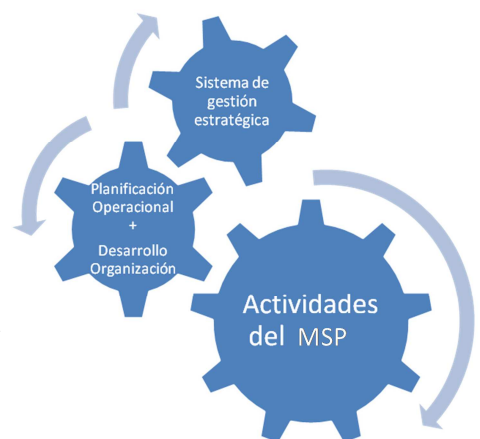 Sistema de
gestión
estratégica
Planificación
Operacional
+
Desarrollo
Organización
Actividades
del MSP